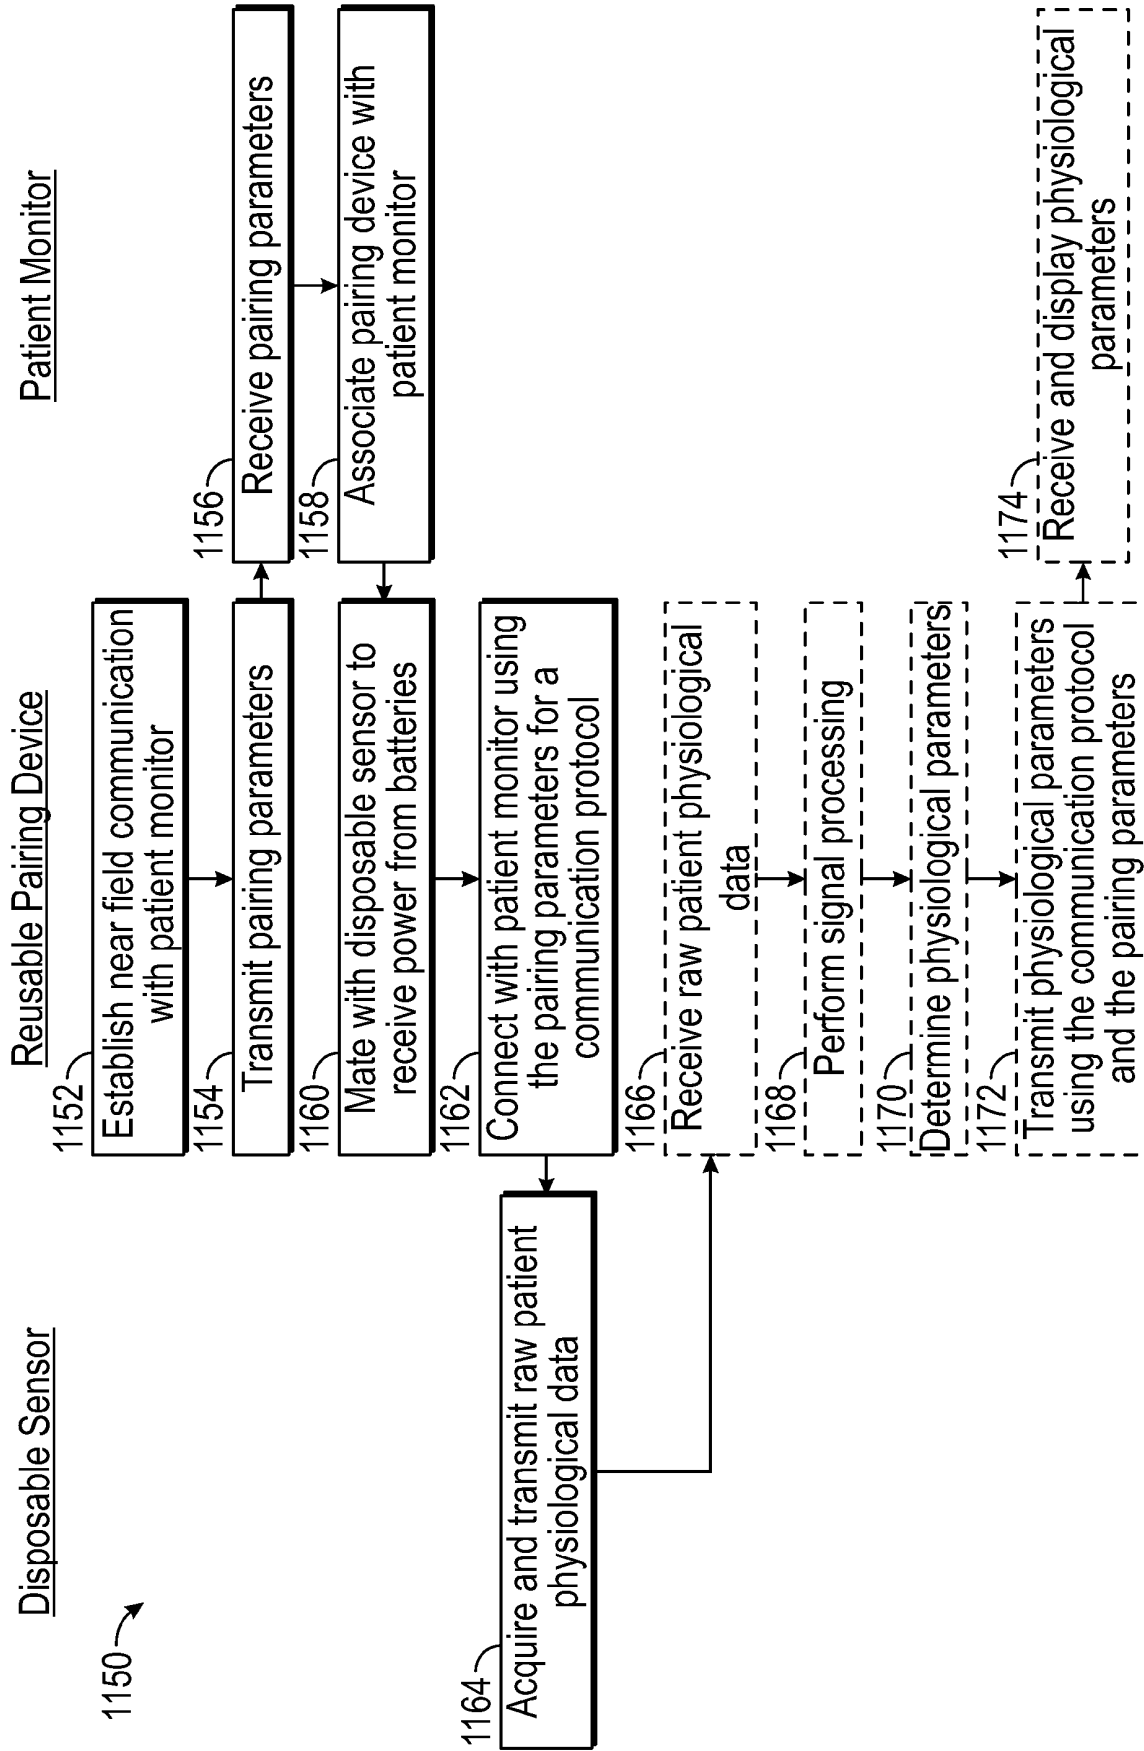 Disposable Sensor
Reusable Pairing Device
Patient Monitor
1150
1152
Establish near field communication
with patient monitor
1154
Transmit pairing parameters
1156
Receive pairing parameters
1158
Associate pairing device with
patient monitor
1160
Mate with disposable sensor to
receive power from batteries
1162
Connect with patient monitor using
the pairing parameters for a
communication protocol
1164
Acquire and transmit raw patient
physiological data
1166
Receive raw patient physiological
data
1168
Perform signal processing
1170
Determine physiological parameters
1172
Transmit physiological parameters
using the communication protocol
and the pairing parameters
1174
Receive and display physiological
parameters